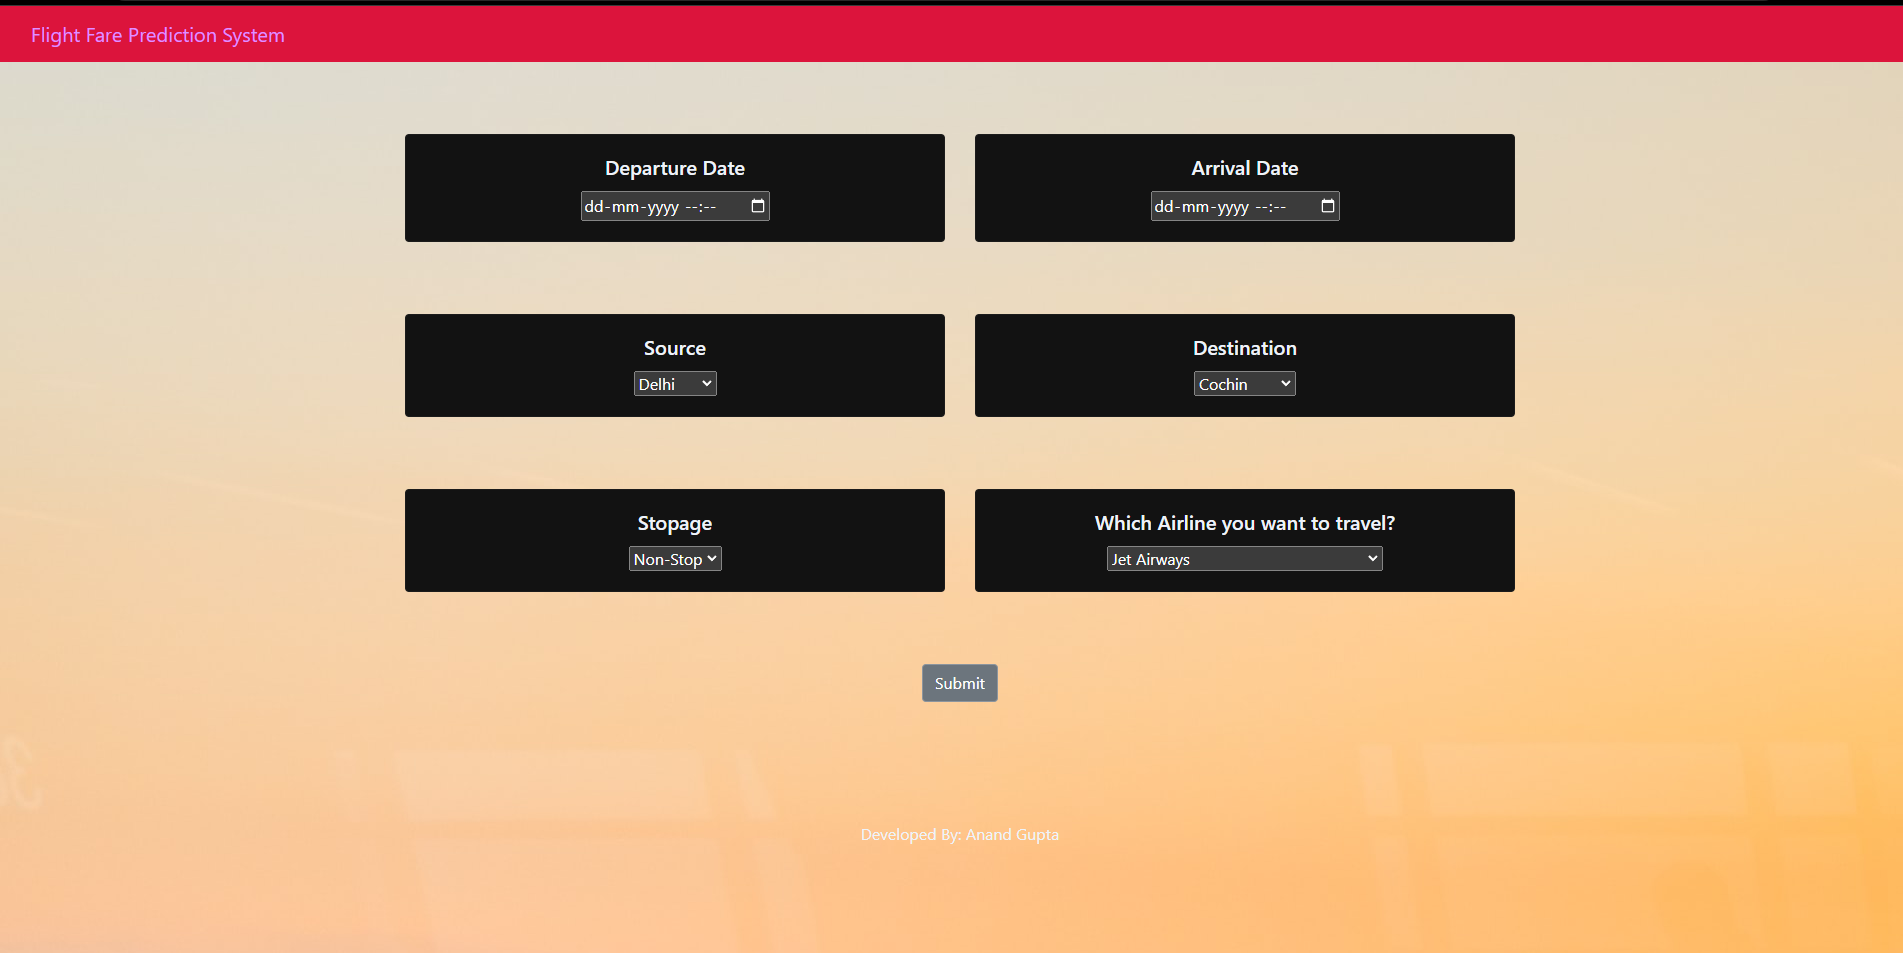 Flight Fare Prediction System
Departure Date
Arrival Date
dd-mm-yyyy --:--
dd-mm-yyyy --:--
Source
Destination
Delhi
Cochin
Stopage
Which Airline you want to travel?
Non-Stop
Jet Airways
Submit
Developed By: Anand Gupta